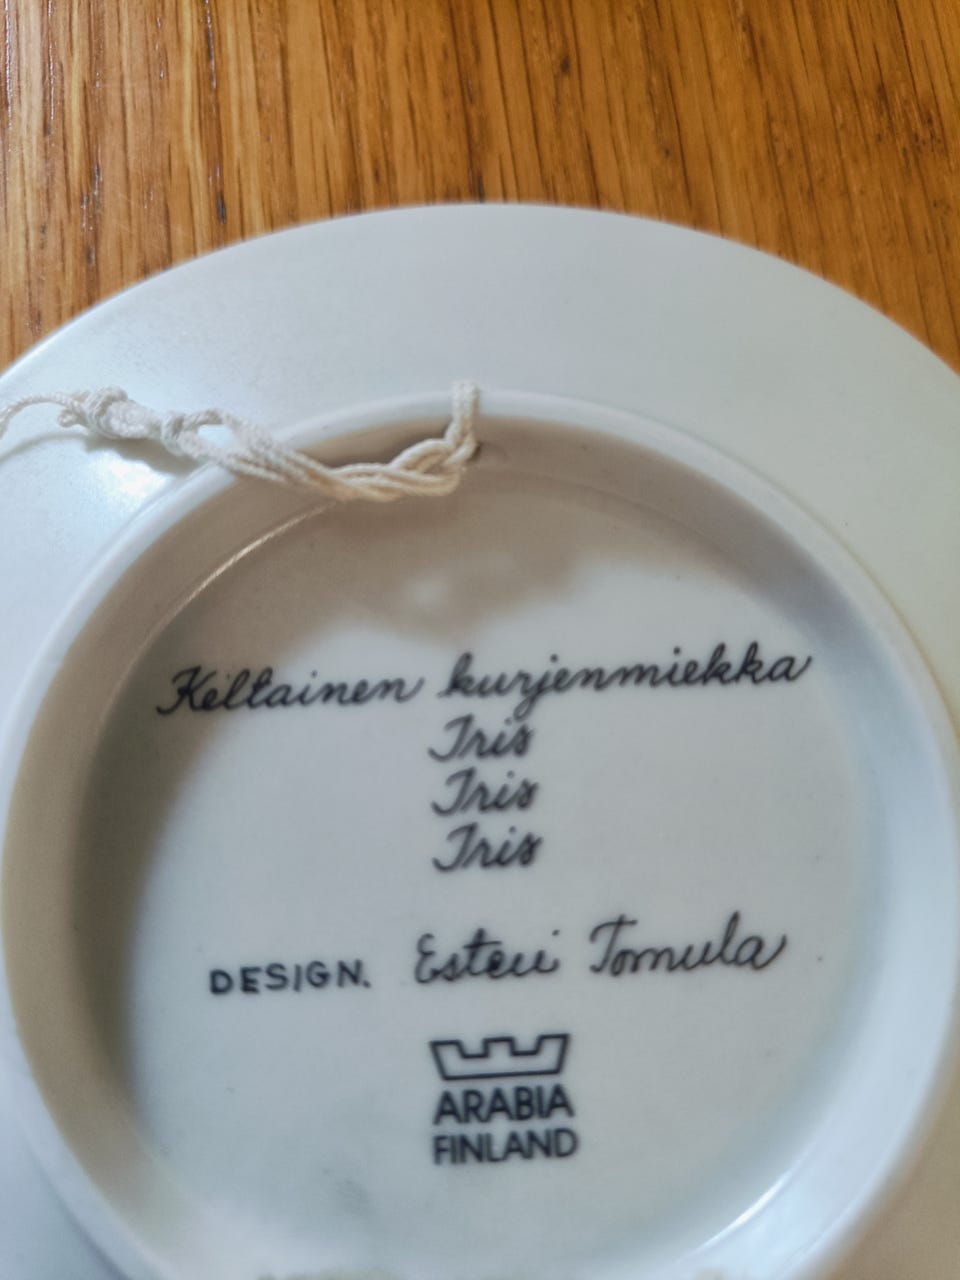 Keltainen kurjenmiekka
Iris
Iris
Iris
DESIGN. Esteri Tomula
ARABIA
FINLAND